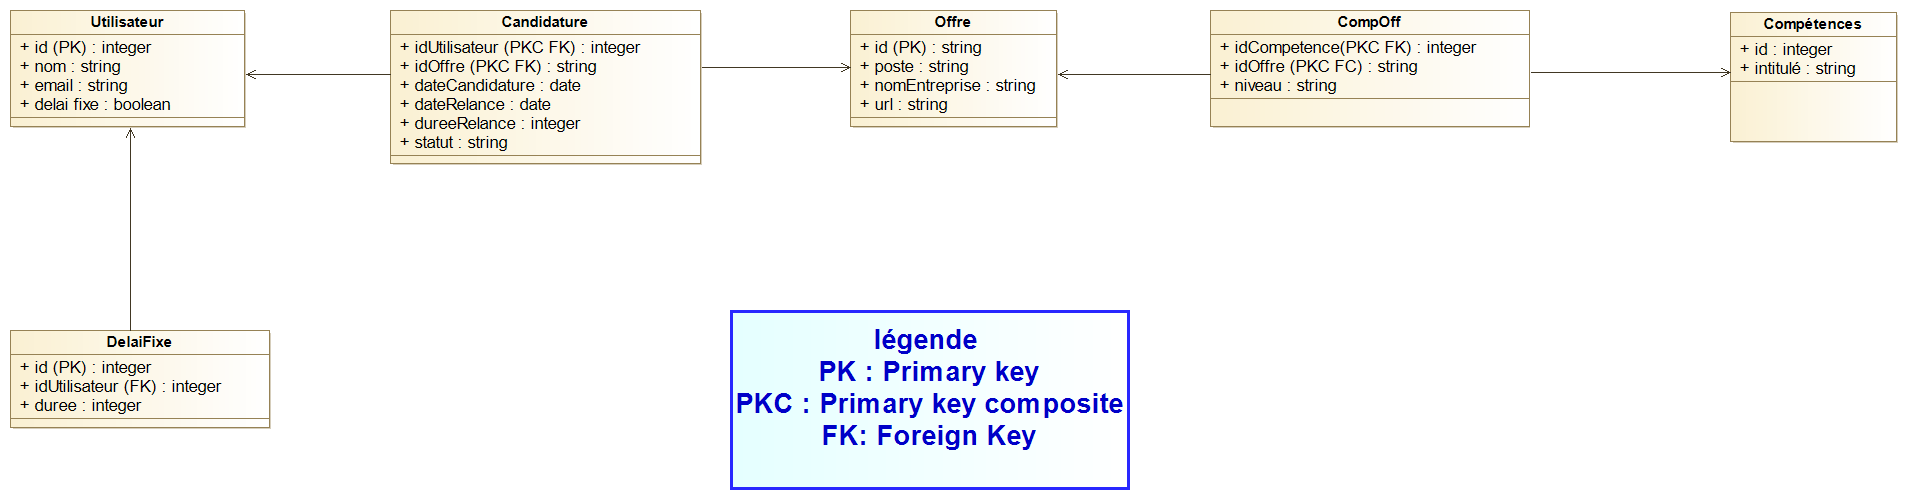 Utilisateur
+ id (PK) : integer
+ nom : string
+ email : string
+ delai fixe : boolean
Candidature
+ idUtilisateur (PKC FK) : integer
+ idOffre (PKC FK) : string
+ dateCandidature : date
+ dateRelance : date
+ dureeRelance : integer
+ statut : string
Offre
+ id (PK) : string
+ poste : string
+ nomEntreprise : string
+ url : string
CompOff
+ idCompetence(PKC FK) : integer
+ idOffre (PKC FC) : string
+ niveau : string
Compétences
+ id : integer
+ intitulé : string
DelaiFixe
+ id (PK) : integer
+ idUtilisateur (FK) : integer
+ duree : integer
légende
PK : Primary key
PKC : Primary key composite
FK: Foreign Key